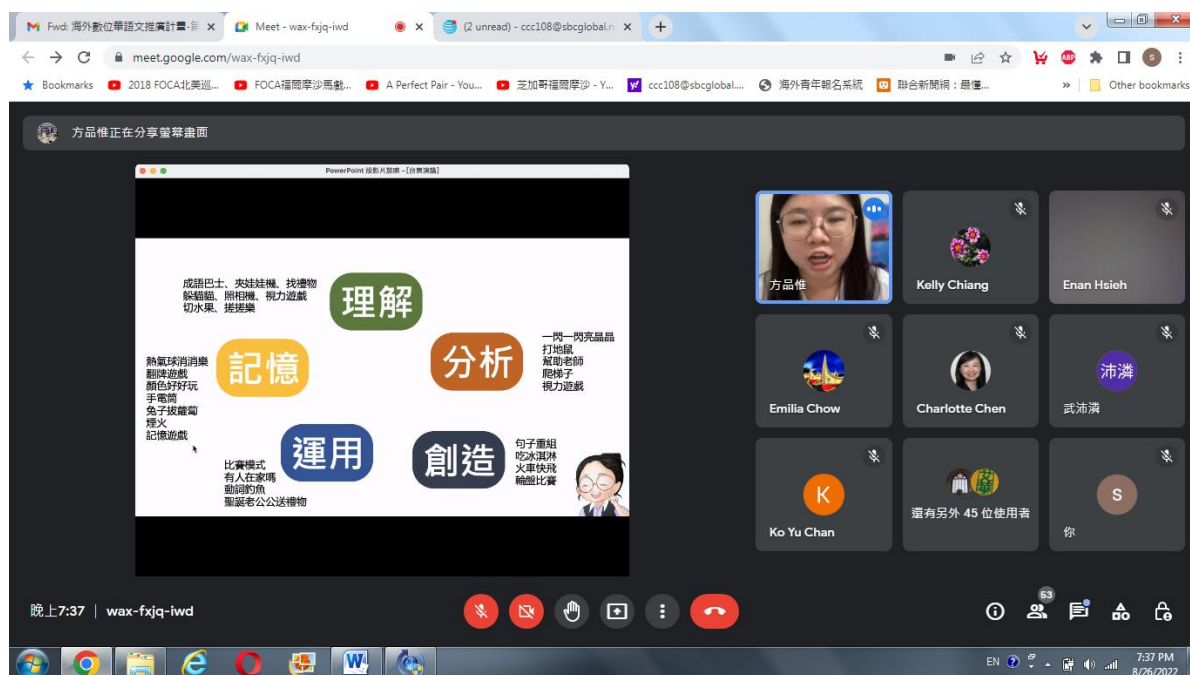 Fwd: 海外數位華語文推廣計畫-
Meet - wax-fxjq-iwd
(2 unread) - ccc108@sbcglobal.n
meet.google.com/wax-fxjq-iwd
Bookmarks
2018 FOCA北美巡...
FOCA福爾摩沙馬戲...
A Perfect Pair - You...
芝加哥福爾摩沙 - Y...
ccc108@sbcglobal....
海外青年報名系統
聯合新聞網：最懂...
»
Other bookmarks
方品惟正在分享螢幕畫面
PowerPoint 投影片放映 - [台灣演講]
成語巴士、夾娃娃機、找禮物
躲貓貓、照相機、視力遊戲
切水果、搓搓樂
理解
一閃一閃亮晶晶
打地鼠
幫助老師
爬梯子
視力遊戲
分析
熱氣球消消樂
翻牌遊戲
顏色好好玩
手電筒
兔子拔蘿蔔
煙火
記憶遊戲
記憶
比賽模式
有人在家嗎
動詞釣魚
聖誕老公公送禮物
運用
創造
句子重組
吃冰淇淋
火車快飛
輪盤比賽
方品惟
Kelly Chiang
Enan Hsieh
Emilia Chow
Charlotte Chen
沛潾
武沛潾
K
Ko Yu Chan
還有另外 45 位使用者
S
你
晚上7:37 | wax-fxjq-iwd
53
EN
7:37 PM
8/26/2022